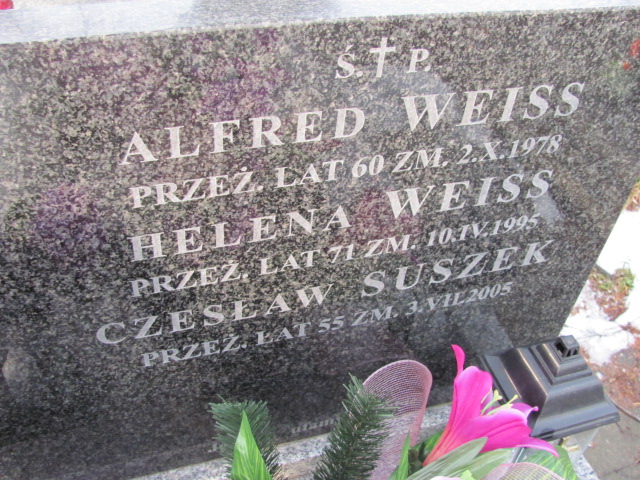 Ś. † P.
ALFRED WEISS
PRZEŻ. LAT 60 ZM. 2.X.1978
HELENA WEISS
PRZEŻ. LAT 71 ZM. 10.IV.1995
CZESŁAW SUSZEK
PRZEŻ. ŁAT 55 ZM. 3.VII.2005